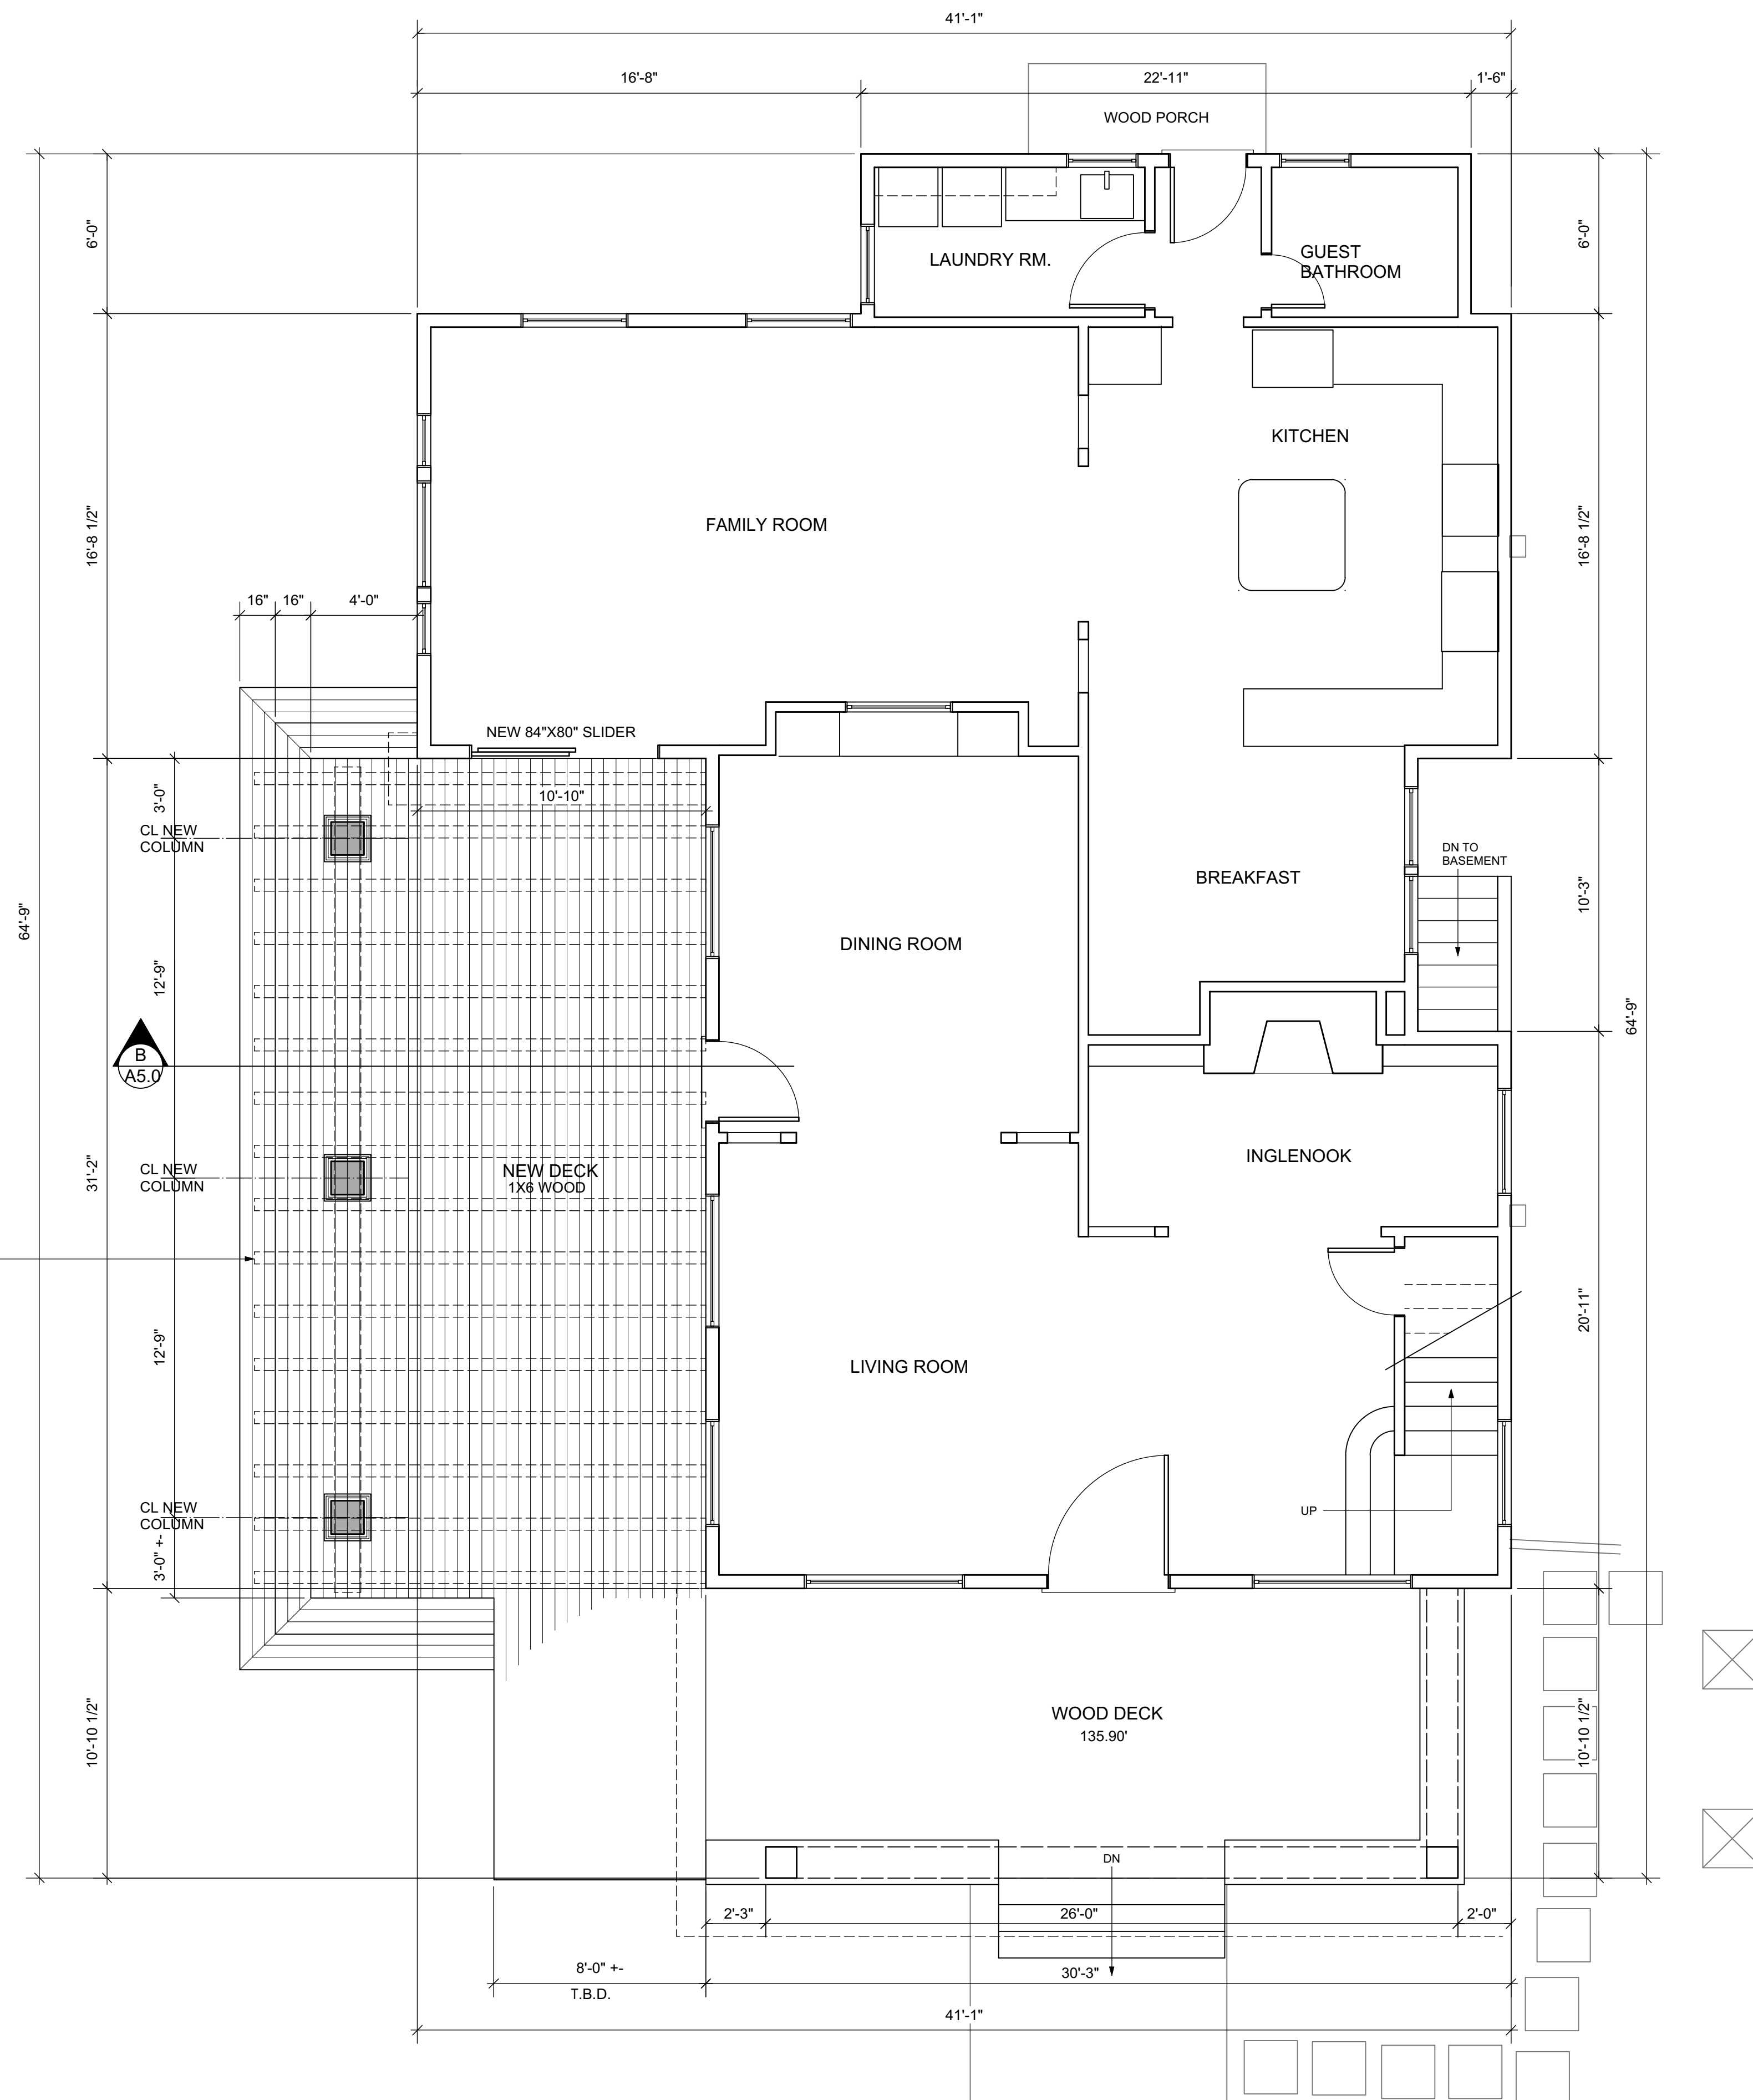 41'-1"
16'-8"
22'-11"
1'-6"
WOOD PORCH
6'-0"
6'-0"
LAUNDRY RM.
GUEST
BATHROOM
KITCHEN
FAMILY ROOM
16'-8 1/2"
16'-8 1/2"
16"
16"
4'-0"
NEW 84"X80" SLIDER
10'-10"
3'-0"
CL NEW
COLUMN
BREAKFAST
DN TO
BASEMENT
10'-3"
64'-9"
DINING ROOM
12'-9"
64'-9"
B
A5.0
31'-2"
CL NEW
COLUMN
NEW DECK
1X6 WOOD
INGLENOOK
20'-11"
12'-9"
LIVING ROOM
CL NEW
COLUMN
UP
3'-0" +-
10'-10 1/2"
WOOD DECK
135.90'
10'-10 1/2"
DN
2'-3"
26'-0"
2'-0"
8'-0" +-
T.B.D.
30'-3"
41'-1"